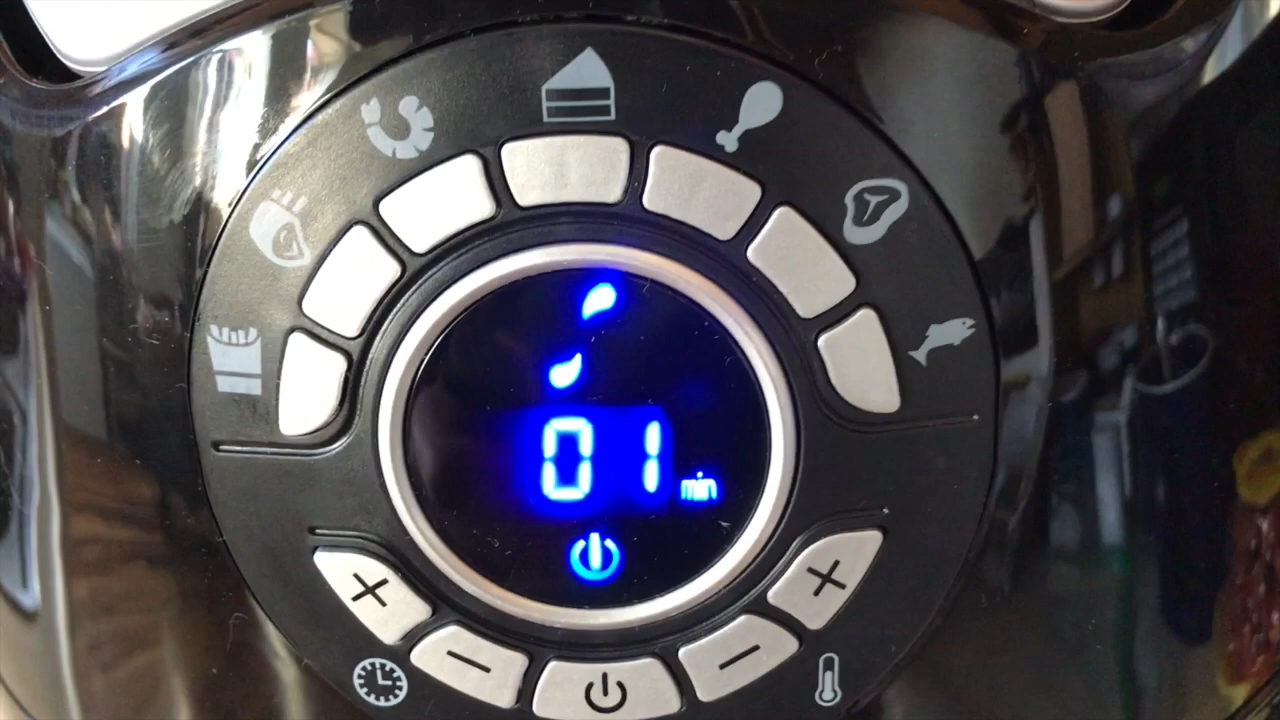 01 min
+ +
− −